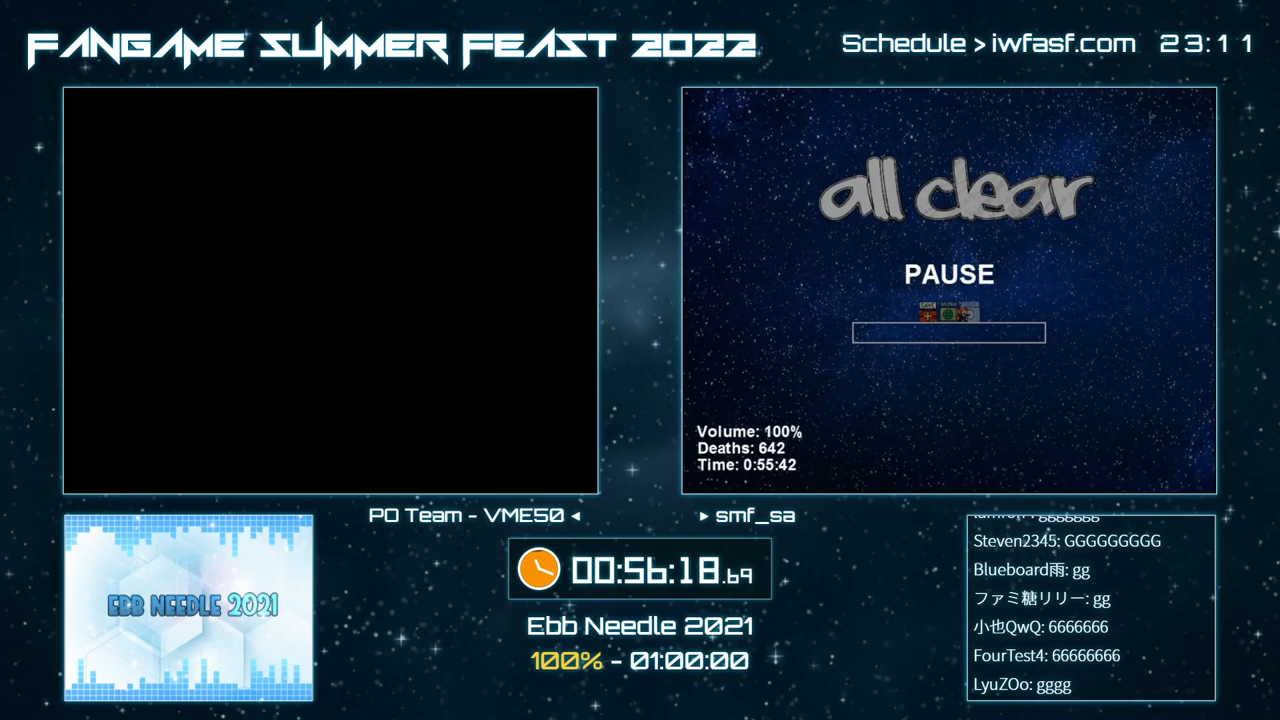 FANGAME SUMMER FEAST 2022
Schedule > iwfasf.com 23:11
all clear
PAUSE
SAVE
Volume: 100%
Deaths: 642
Time: 0:55:42
PO Team - VME50 ◂
▸ smf_sa
00:56:18.69
Ebb Needle 2021
100% - 01:00:00
EBB NEEDLE 2021
Steven2345: GGGGGGGGG
Blueboard雨: gg
ファミ糖リリー: gg
小也QwQ: 6666666
FourTest4: 66666666
LyuZOo: gggg